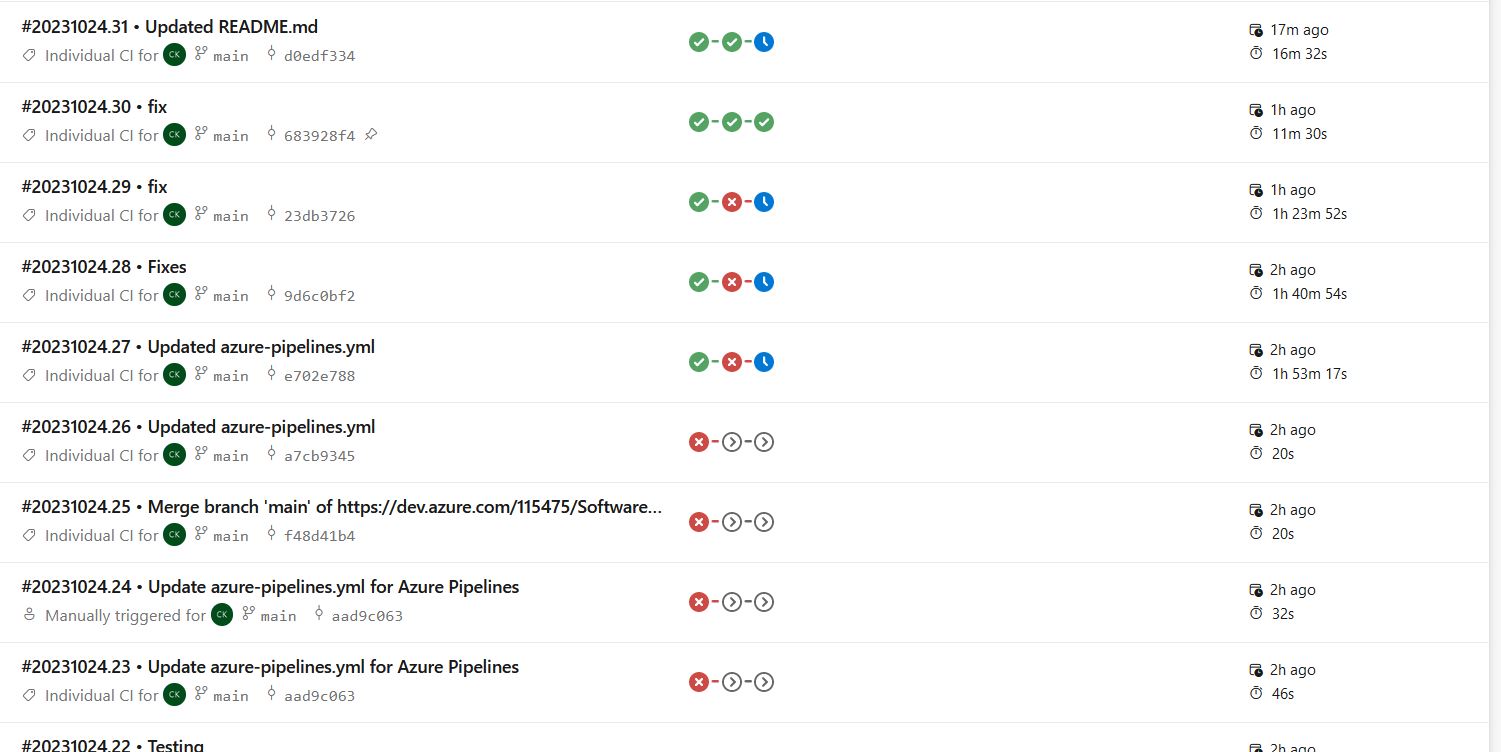 #20231024.31 • Updated README.md
17m ago
Individual CI for CK main d0edf334
16m 32s
#20231024.30 • fix
1h ago
Individual CI for CK main 683928f4
11m 30s
#20231024.29 • fix
1h ago
Individual CI for CK main 23db3726
1h 23m 52s
#20231024.28 • Fixes
2h ago
Individual CI for CK main 9d6c0bf2
1h 40m 54s
#20231024.27 • Updated azure-pipelines.yml
2h ago
Individual CI for CK main e702e788
1h 53m 17s
#20231024.26 • Updated azure-pipelines.yml
2h ago
Individual CI for CK main a7cb9345
20s
#20231024.25 • Merge branch 'main' of https://dev.azure.com/115475/Software...
2h ago
Individual CI for CK main f48d41b4
20s
#20231024.24 • Update azure-pipelines.yml for Azure Pipelines
2h ago
Manually triggered for CK main aad9c063
32s
#20231024.23 • Update azure-pipelines.yml for Azure Pipelines
2h ago
Individual CI for CK main aad9c063
46s
#20231024.22 • Testing
2h ago